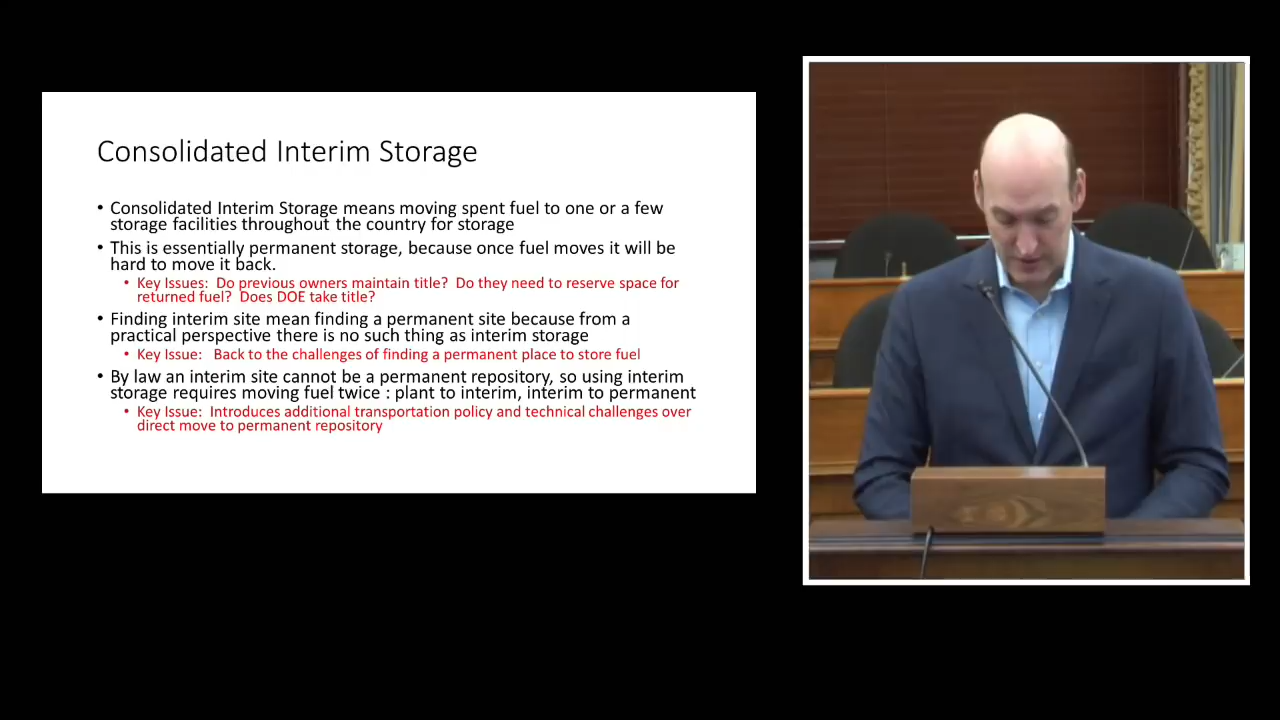 Consolidated Interim Storage
• Consolidated Interim Storage means moving spent fuel to one or a few
storage facilities throughout the country for storage
• This is essentially permanent storage, because once fuel moves it will be
hard to move it back.
• Key Issues:  Do previous owners maintain title?  Do they need to reserve space for
returned fuel?  Does DOE take title?
• Finding interim site mean finding a permanent site because from a
practical perspective there is no such thing as interim storage
• Key Issue:   Back to the challenges of finding a permanent place to store fuel
• By law an interim site cannot be a permanent repository, so using interim
storage requires moving fuel twice : plant to interim, interim to permanent
• Key Issue:  Introduces additional transportation policy and technical challenges over
direct move to permanent repository